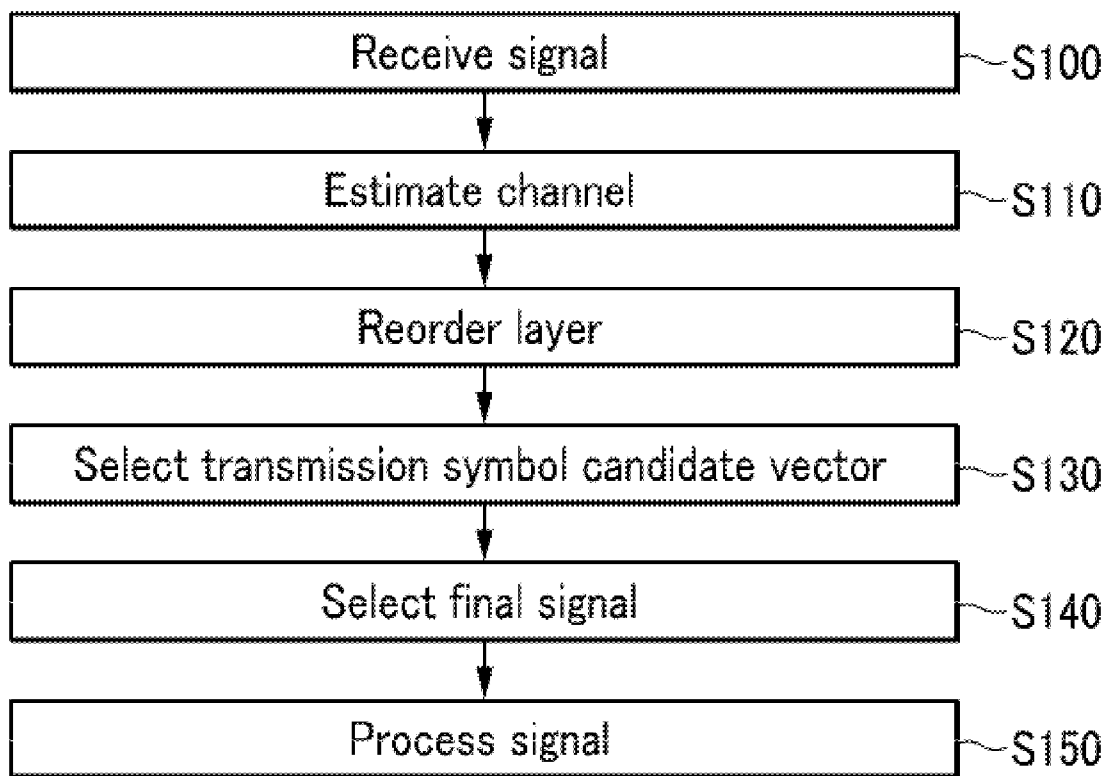 Receive signal S100
Estimate channel S110
Reorder layer S120
Select transmission symbol candidate vector S130
Select final signal S140
Process signal S150